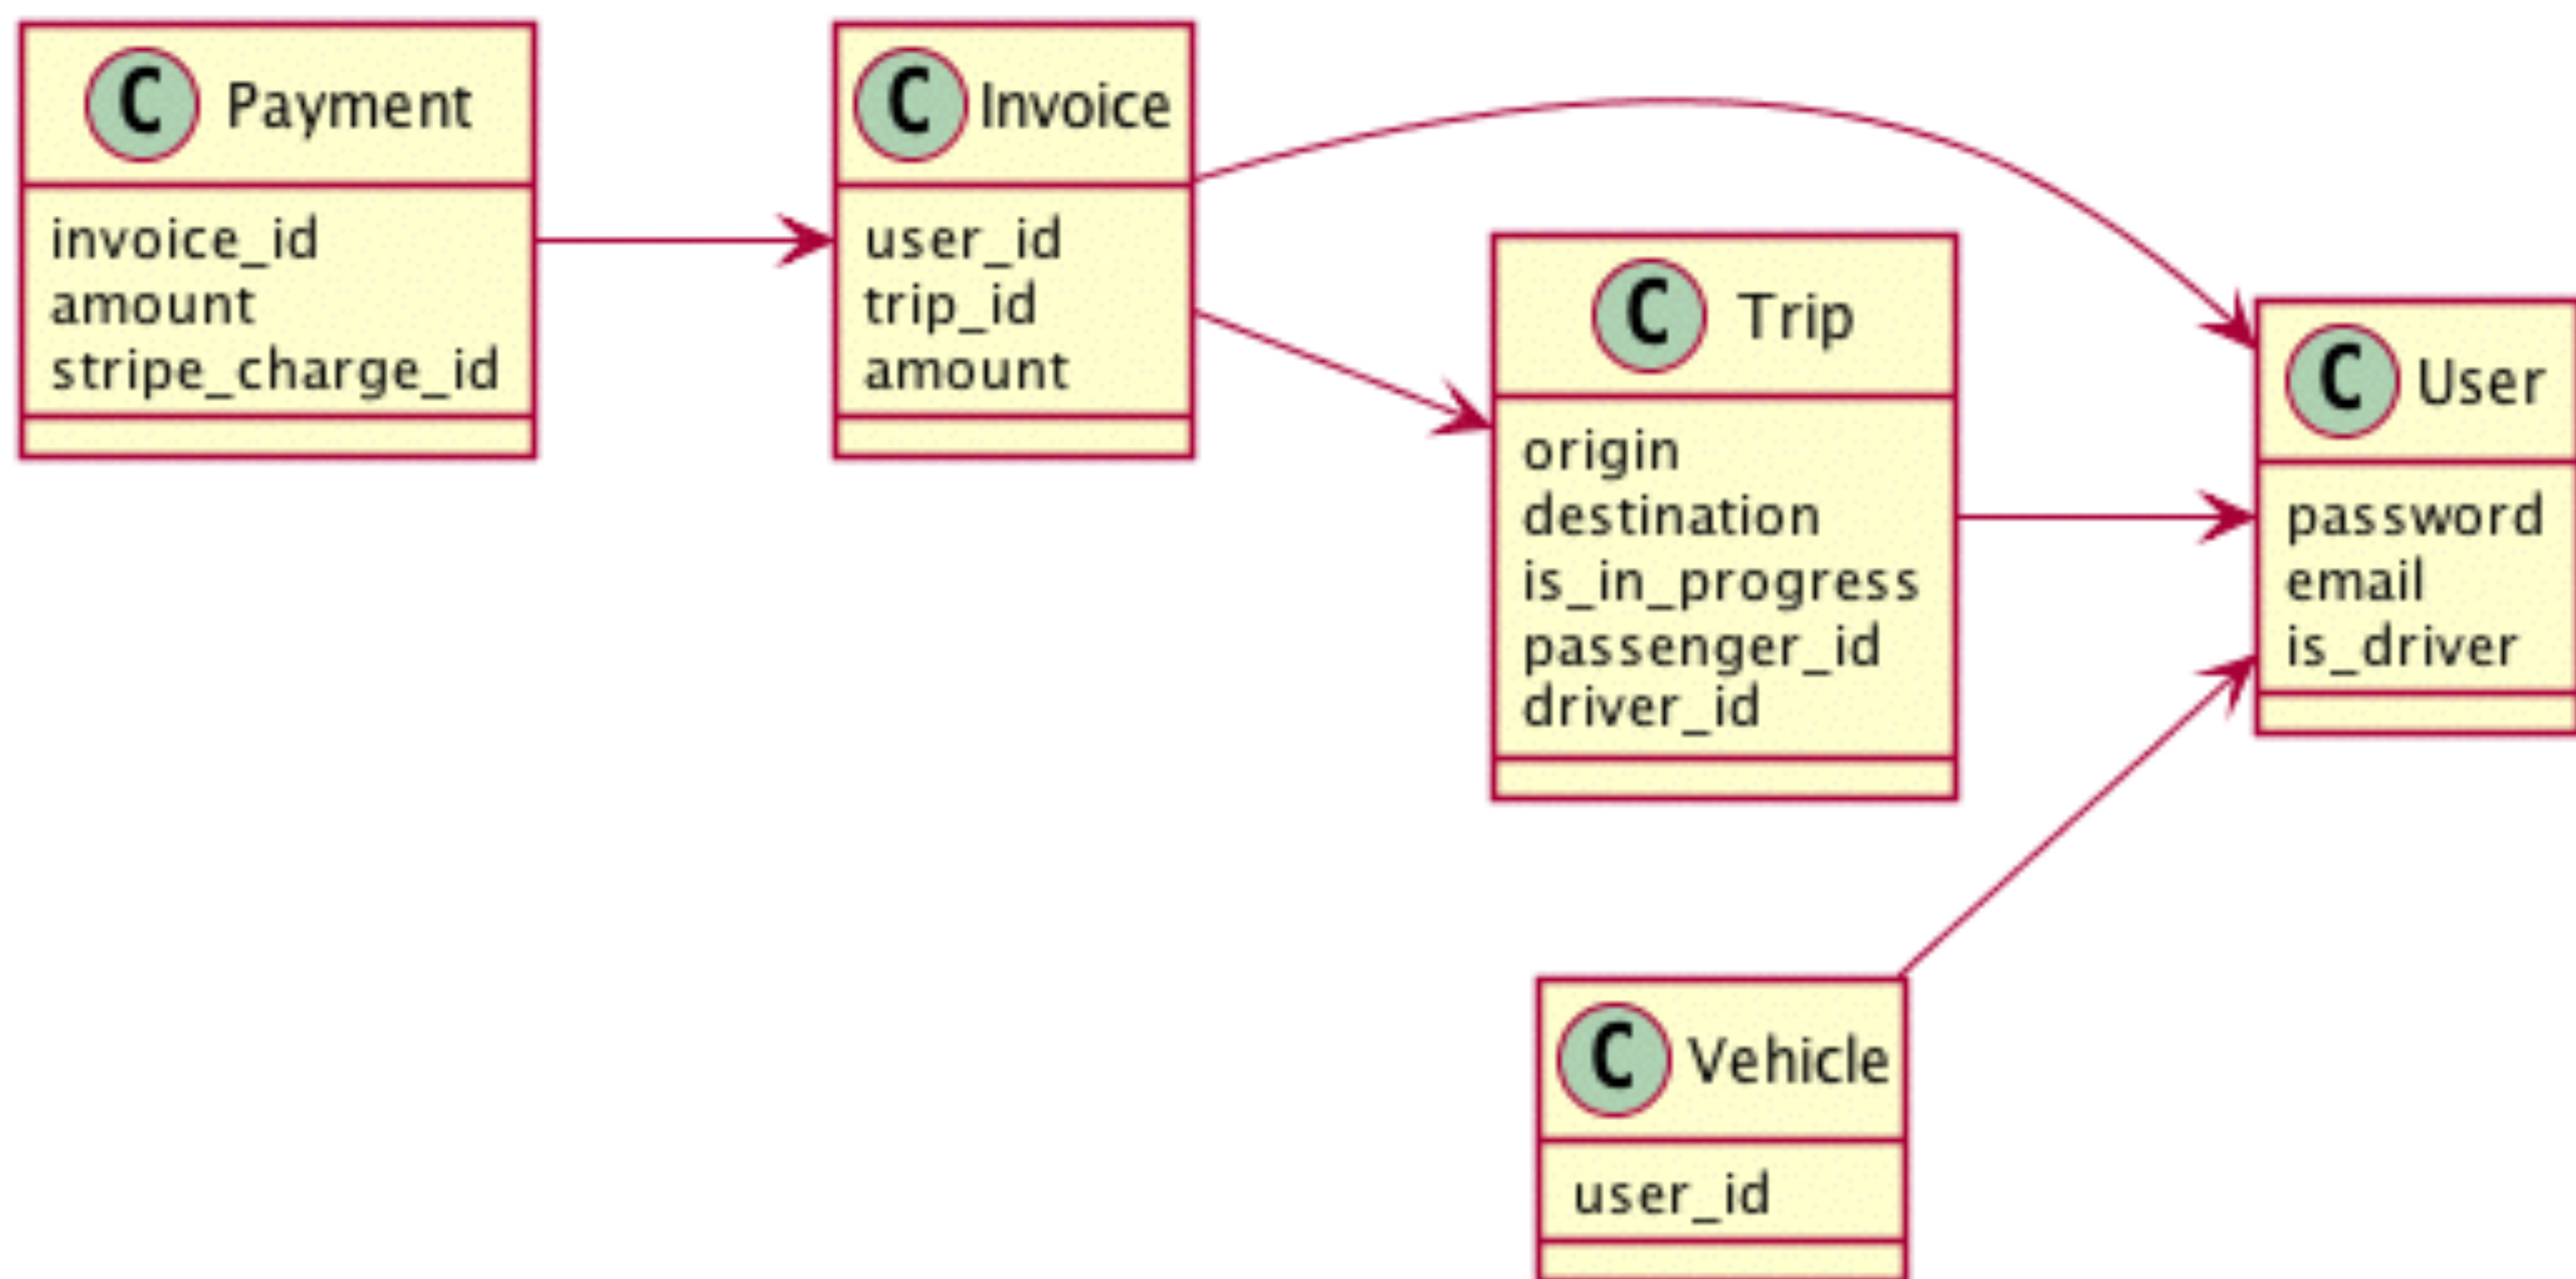 C Payment
invoice_id
amount
stripe_charge_id
C Invoice
user_id
trip_id
amount
C Trip
origin
destination
is_in_progress
passenger_id
driver_id
C User
password
email
is_driver
C Vehicle
user_id